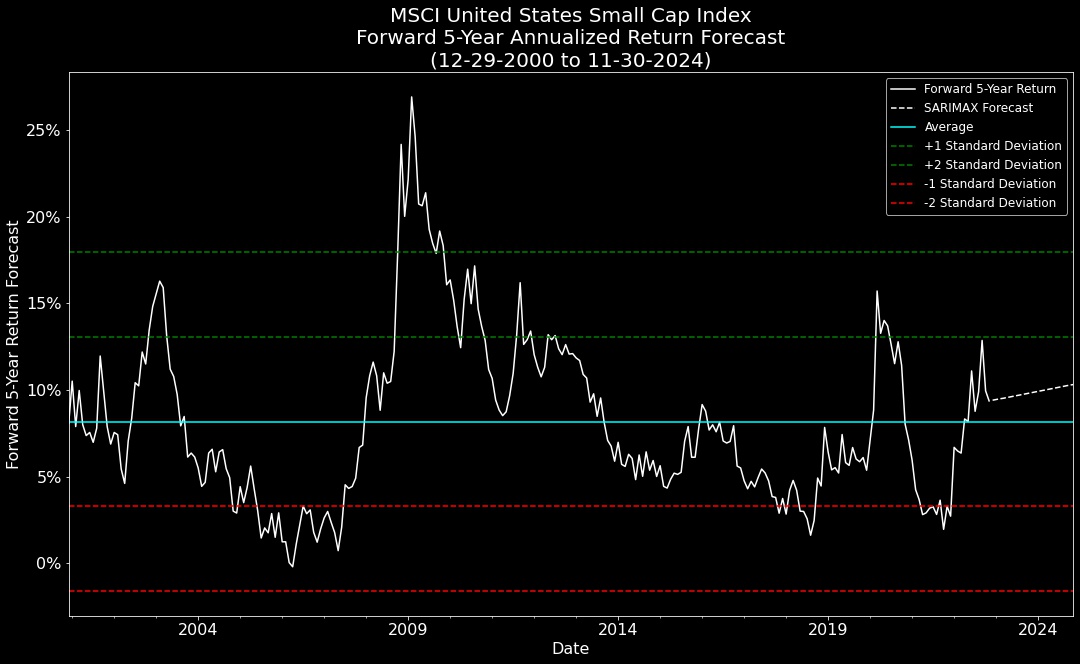 MSCI United States Small Cap Index
Forward 5-Year Annualized Return Forecast
(12-29-2000 to 11-30-2024)
Forward 5-Year Return
SARIMAX Forecast
Average
+1 Standard Deviation
+2 Standard Deviation
-1 Standard Deviation
-2 Standard Deviation
Forward 5-Year Return Forecast
25%
20%
15%
10%
5%
0%
2004
2009
2014
2019
2024
Date